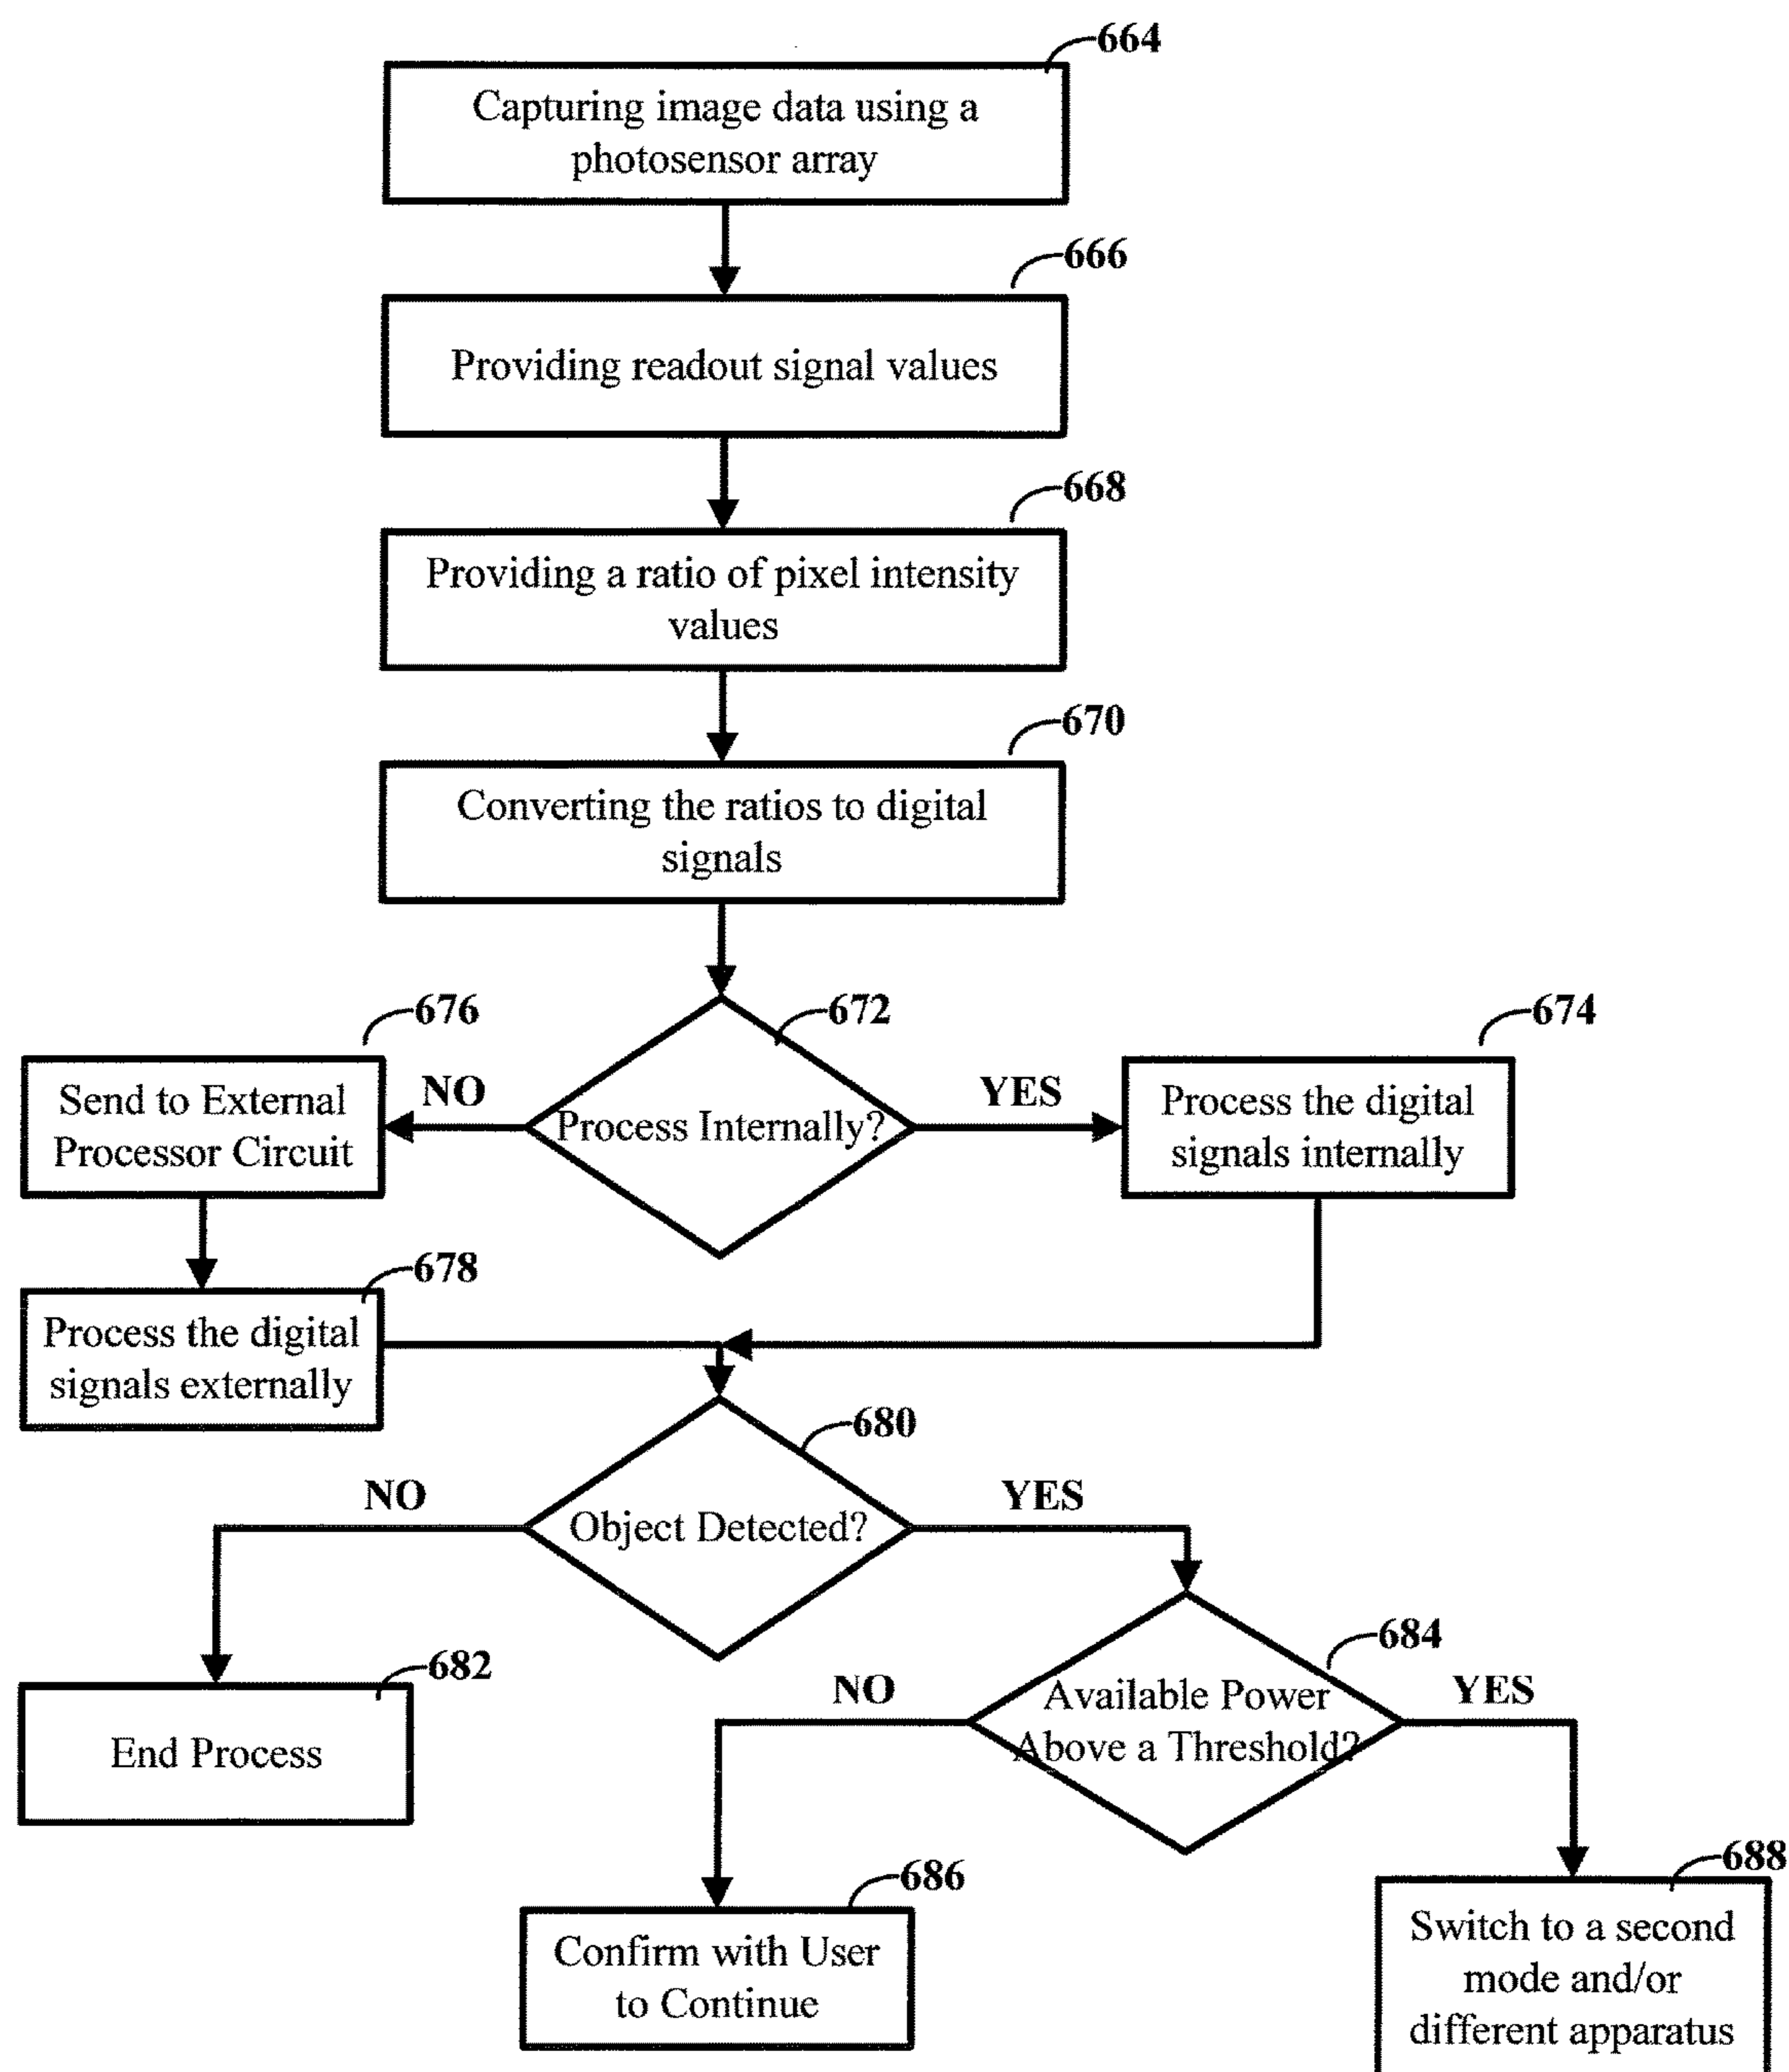 664
Capturing image data using a
photosensor array
666
Providing readout signal values
668
Providing a ratio of pixel intensity
values
670
Converting the ratios to digital
signals
676
672
674
Send to External
Processor Circuit
NO
Process Internally?
YES
Process the digital
signals internally
678
Process the digital
signals externally
680
NO
Object Detected?
YES
682
End Process
684
NO
Available Power
Above a Threshold?
YES
686
Confirm with User
to Continue
688
Switch to a second
mode and/or
different apparatus